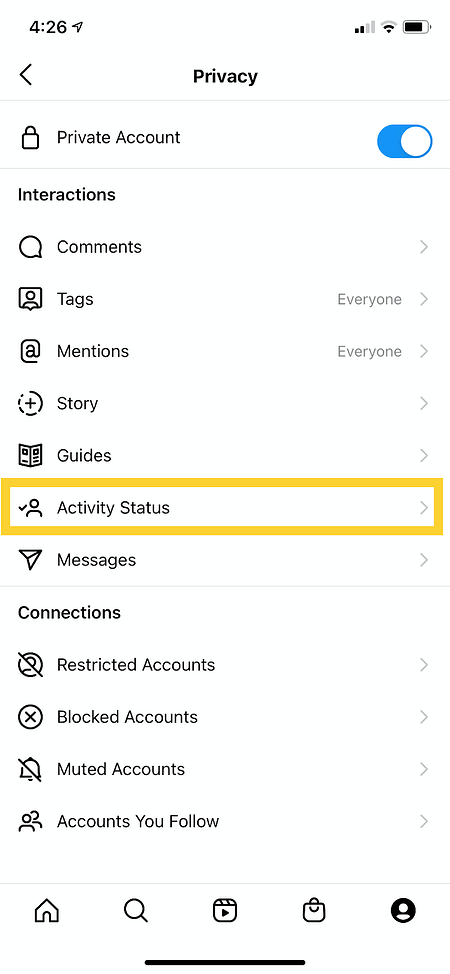 4:26
Privacy
Private Account
Interactions
Comments
Tags Everyone
Mentions Everyone
Story
Guides
Activity Status
Messages
Connections
Restricted Accounts
Blocked Accounts
Muted Accounts
Accounts You Follow